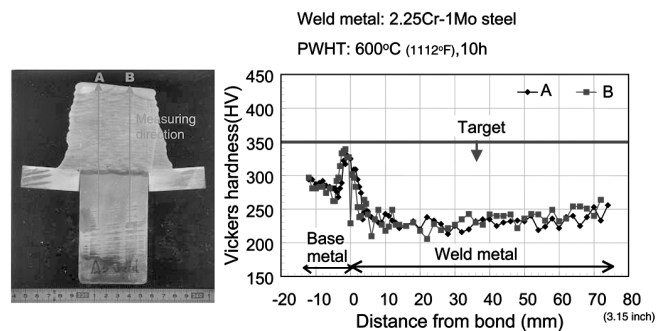 Weld metal: 2.25Cr-1Mo steel
PWHT: 600ºC (1112ºF),10h
A B
Measuring
direction
Vickers hardness(HV)
450
400
350
300
250
200
150
A B
Target
Base
metal
Weld metal
-20 -10 0 10 20 30 40 50 60 70 80
Distance from bond (mm)
(3.15 inch)